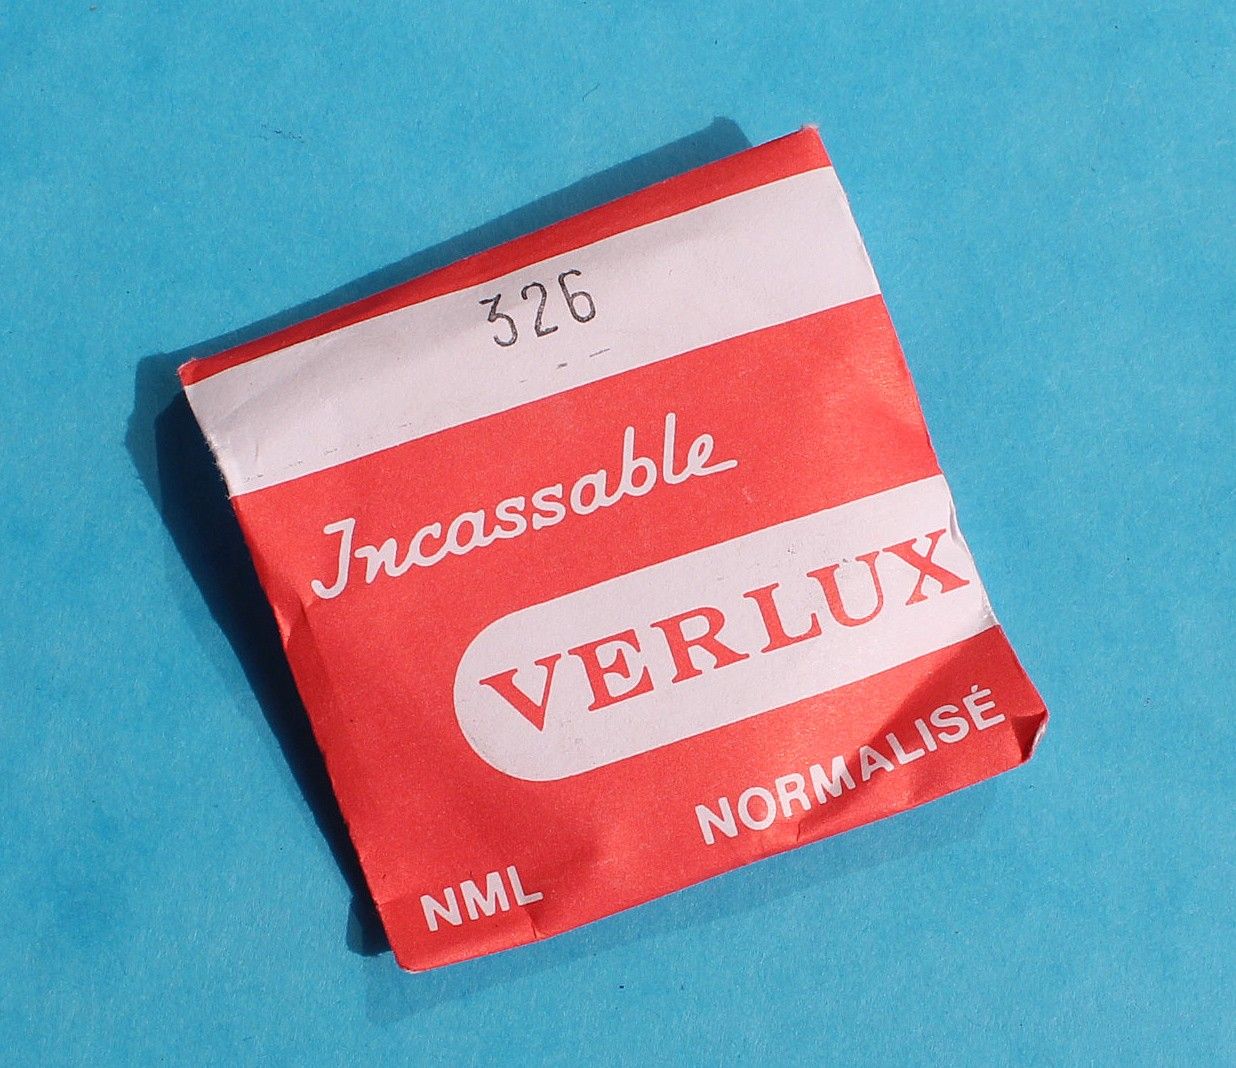 326
Incassable
VERLUX
NML NORMALISÉ